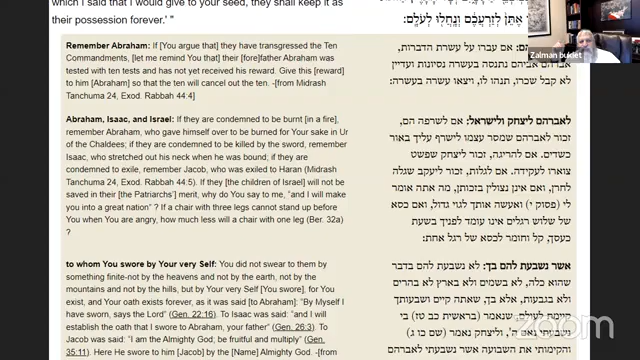 which I said that I would give to your seed, they shall keep it as
their possession forever.' "
Remember Abraham: If [You argue that] they have transgressed the Ten
Commandments, [let me remind You that] their [fore]father Abraham was
tested with ten tests and has not yet received his reward. Give this [reward]
to him [Abraham] so that the ten will cancel out the ten. -[from Midrash
Tanchuma 24, Exod. Rabbah 44:4]
Abraham, Isaac, and Israel: If they are condemned to be burnt [in a fire],
remember Abraham, who gave himself over to be burned for Your sake in Ur
of the Chaldees; if they are condemned to be killed by the sword, remember
Isaac, who stretched out his neck when he was bound; if they are
condemned to exile, remember Jacob, who was exiled to Haran (Midrash
Tanchuma 24, Exod. Rabbah 44:5). If they [the children of Israel] will not be
saved in their [the Patriarchs'] merit, why do You say to me, "and I will make
you into a great nation" ? If a chair with three legs cannot stand up before
You when You are angry, how much less will a chair with one leg (Ber. 32a)
?
to whom You swore by Your very Self: You did not swear to them by
something finite-not by the heavens and not by the earth, not by the
mountains and not by the hills, but by Your very Self [You swore], for
You exist, and Your oath exists forever, as it was said [to Abraham]: "By Myself I
have sworn, says the Lord" (Gen. 22:16). To Isaac was said: "and I will
establish the oath that I swore to Abraham, your father" (Gen. 26:3). To
Jacob was said: "I am the Almighty God; be fruitful and multiply" (Gen.
35:11). Here He swore to him [Jacob] by the [Name] Almighty God. -[from
אֶתֵּן לְזַרְעֲכֶם וְנָחֲלוּ לְעֹלָם:
אם עברו על עשרת הדברות,
אברהם אביהם נתנסה בעשרה נסיונות ועדיין
לא קבל שכרו, תנהו לו, ויצאו עשרה בעשרה:
לאברהם ליצחק ולישראל: אם לשרפה הם,
זכור לאברהם שמסר עצמו לישרף עליך באור
כשדים. אם להריגה, זכור ליצחק שפשט
צוארו לעקידה. אם לגלות, זכור ליעקב שגלה
לחרן, ואם אינן נצולין בזכותן, מה אתה אומר
לי (פסוק י) ואעשה אותך לגוי גדול, ואם כסא
של שלוש רגלים אינו עומד לפניך בשעת
כעסך, קל וחומר לכסא של רגל אחת:
אשר נשבעת להם בך: לא נשבעת להם בדבר
שהוא כלה, לא בשמים ולא בארץ לא בהרים
ולא בגבעות, אלא בך, שאתה קיים ושבועתך
קיימת לעולם, שנאמר (בראשית כב טז) בי
נשבעתי נאם ה', וליצחק נאמר (שם כו ג)
והקימותי את השבועה אשר נשבעתי לאברהם
Zalman
zoom